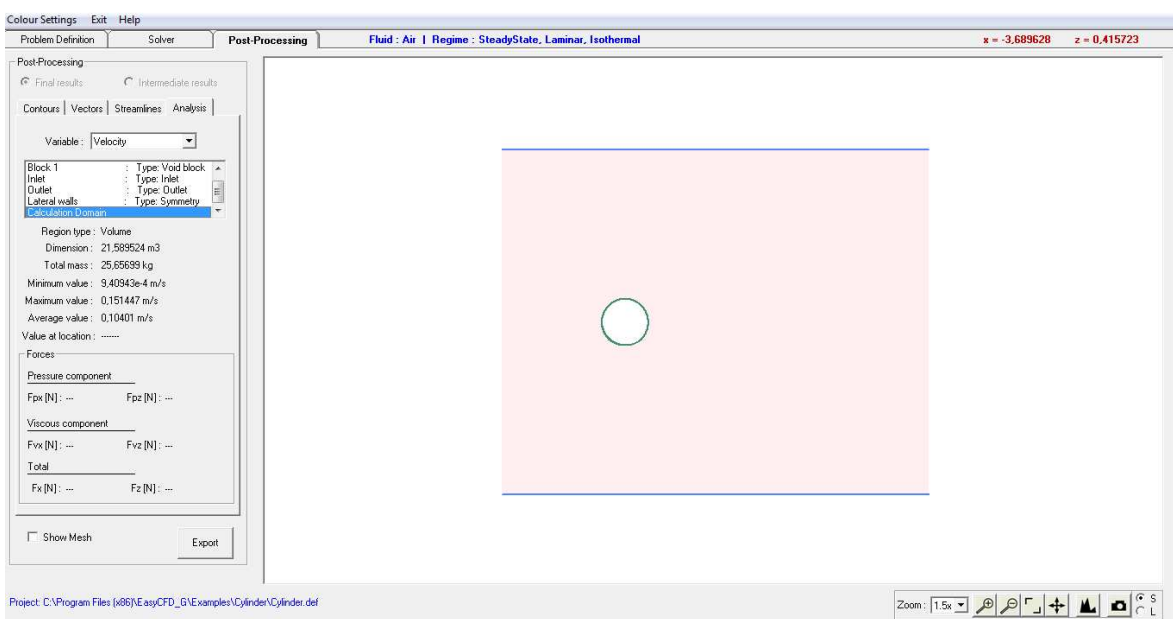 Colour Settings Exit Help
Problem Definition Solver Post-Processing Fluid : Air | Regime : SteadyState, Laminar, Isothermal x = -3,689628 z = 0,415723
Post-Processing
Final results Intermediate results
Contours Vectors Streamlines Analysis
Variable : Velocity
Block 1 : Type: Void block
Inlet : Type: Inlet
Outlet : Type: Outlet
Lateral walls : Type: Symmetry
Calculation Domain
Region type : Volume
Dimension : 21,589524 m3
Total mass : 25,65699 kg
Minimum value : 9,40943e-4 m/s
Maximum value : 0,151447 m/s
Average value : 0,10401 m/s
Value at location : ------
Forces
Pressure component
Fpx [N] : --- Fpz [N] : ---
Viscous component
Fvx [N] : --- Fvz [N] : ---
Total
Fx [N] : --- Fz [N] : ---
Show Mesh Export
Project: C:\Program Files (x86)\EasyCFD_G\Examples\Cylinder\Cylinder.def Zoom : 1.5x S
L